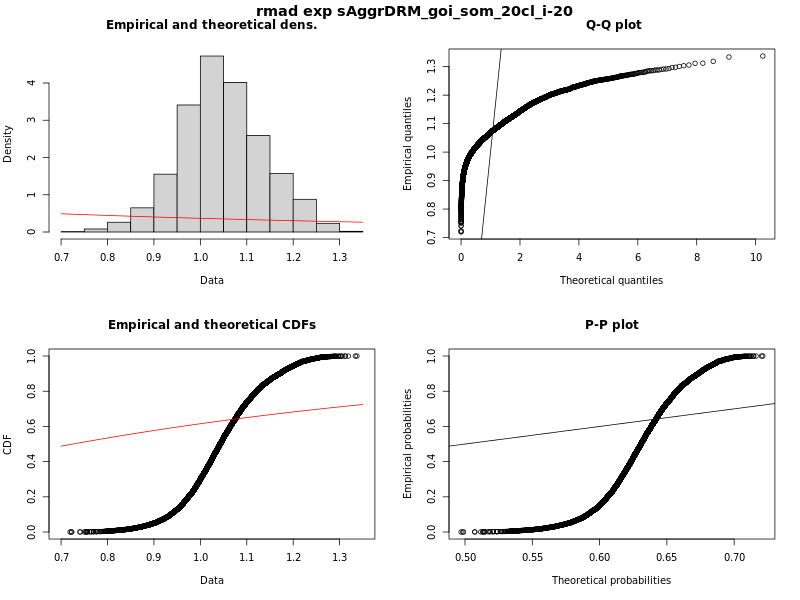 rmad exp sAggrDRM_goi_som_20cl_i-20
Empirical and theoretical dens.
Density
0 1 2 3 4
0.7 0.8 0.9 1.0 1.1 1.2 1.3
Data
Q-Q plot
Empirical quantiles
0.7 0.8 0.9 1.0 1.1 1.2 1.3
0 2 4 6 8 10
Theoretical quantiles
Empirical and theoretical CDFs
CDF
0.0 0.2 0.4 0.6 0.8 1.0
0.7 0.8 0.9 1.0 1.1 1.2 1.3
Data
P-P plot
Empirical probabilities
0.0 0.2 0.4 0.6 0.8 1.0
0.50 0.55 0.60 0.65 0.70
Theoretical probabilities